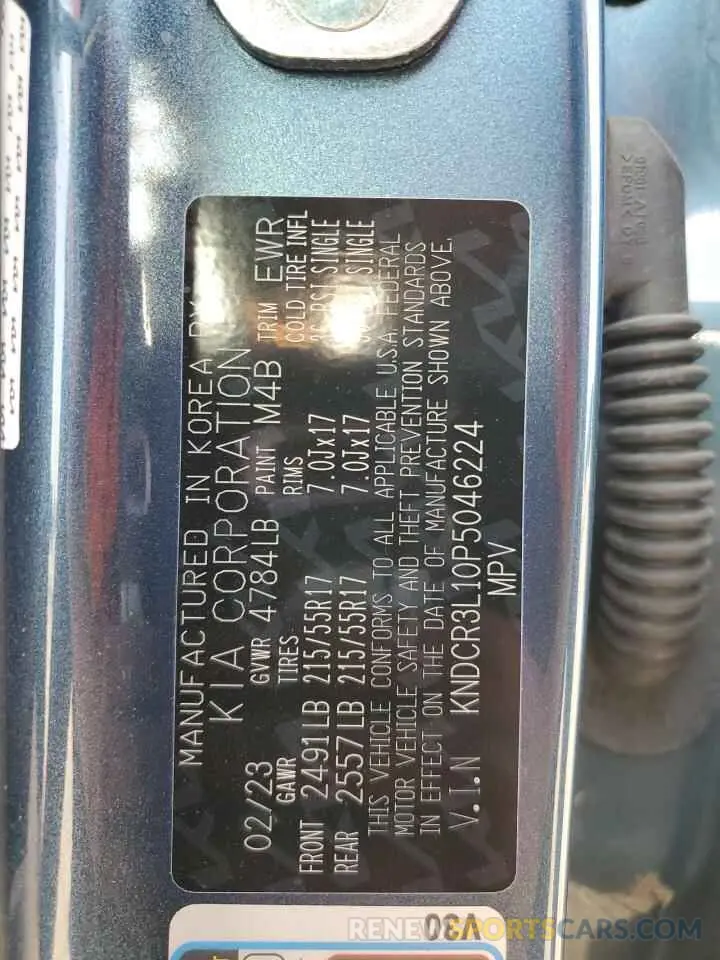 MANUFACTURED IN KOREA BY
KIA CORPORATION
02/23 GVWR 4784LB PAINT M4B TRIM EWR
GAWR TIRES RIMS COLD TIRE INFL
FRONT 2491LB 215/55R17 7.0Jx17 36 PSI SINGLE
REAR 2557LB 215/55R17 7.0Jx17 SINGLE
THIS VEHICLE CONFORMS TO ALL APPLICABLE U.S.A. FEDERAL
MOTOR VEHICLE SAFETY AND THEFT PREVENTION STANDARDS
IN EFFECT ON THE DATE OF MANUFACTURE SHOWN ABOVE.
V.I.N KNDCR3L10P5046224
MPV
RENEWSPORTSCARS.COM